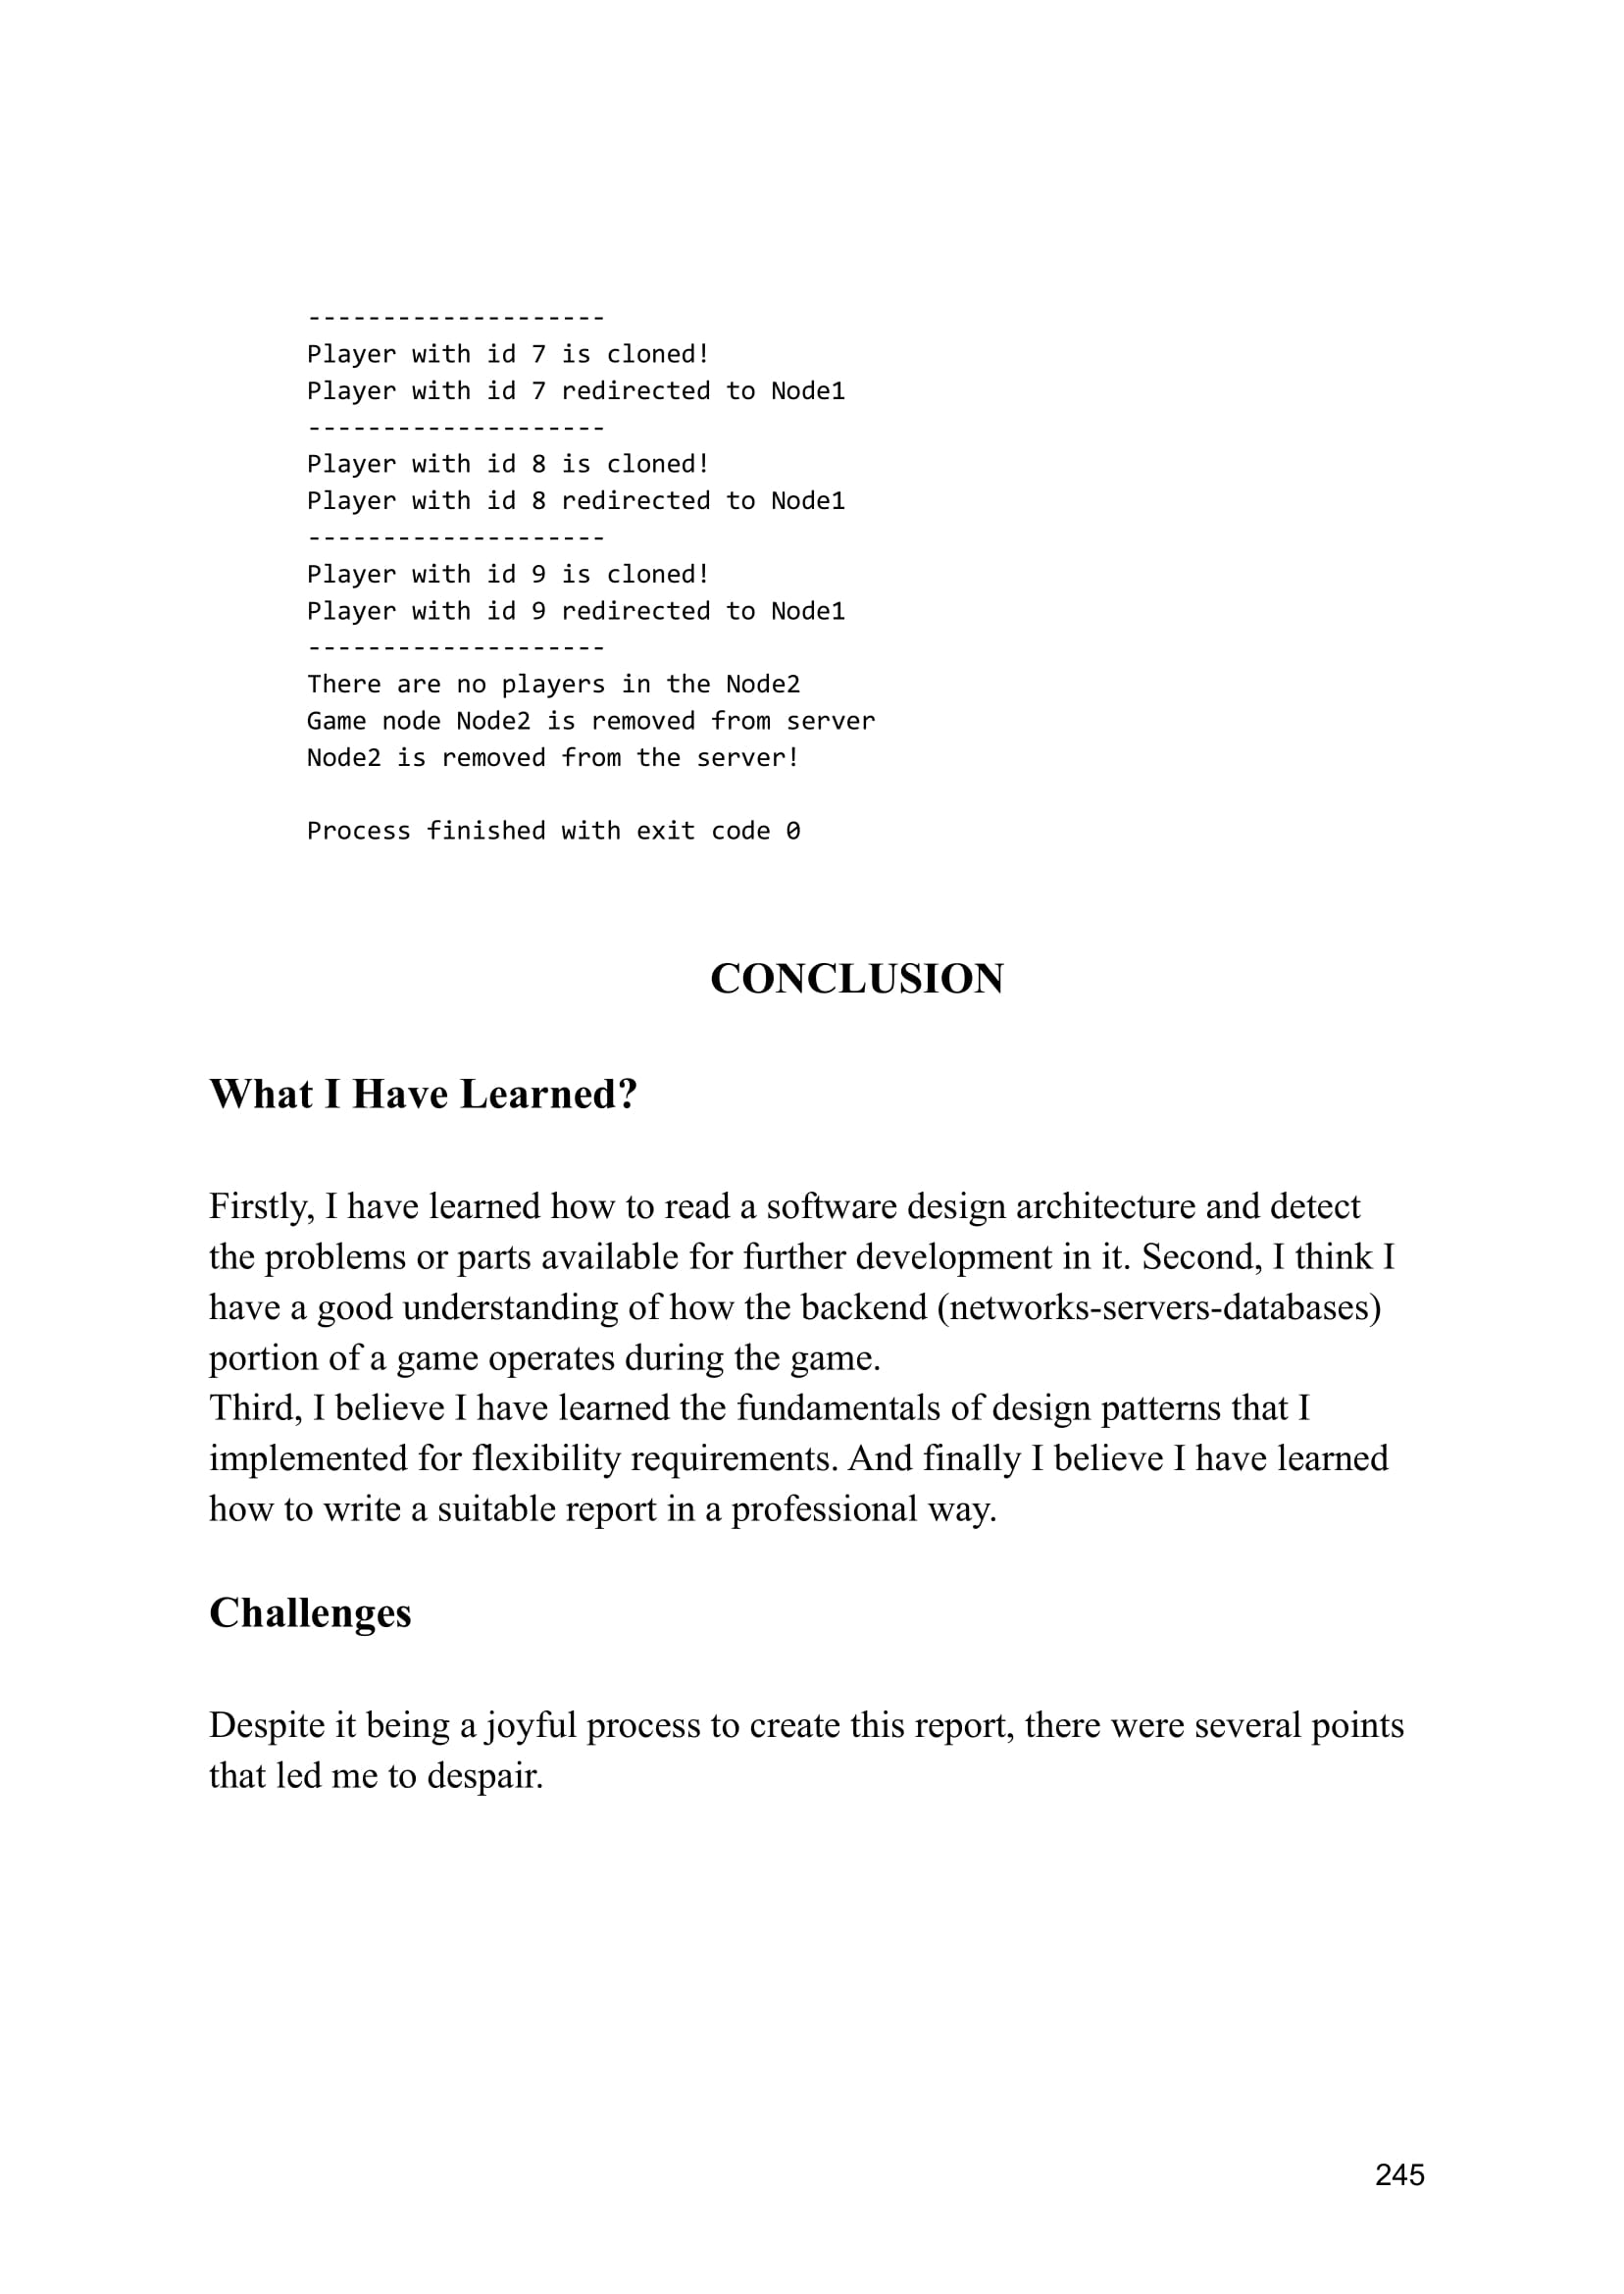 --------------------
Player with id 7 is cloned!
Player with id 7 redirected to Node1
--------------------
Player with id 8 is cloned!
Player with id 8 redirected to Node1
--------------------
Player with id 9 is cloned!
Player with id 9 redirected to Node1
--------------------
There are no players in the Node2
Game node Node2 is removed from server
Node2 is removed from the server!
Process finished with exit code 0
CONCLUSION
What I Have Learned?
Firstly, I have learned how to read a software design architecture and detect
the problems or parts available for further development in it. Second, I think I
have a good understanding of how the backend (networks-servers-databases)
portion of a game operates during the game.
Third, I believe I have learned the fundamentals of design patterns that I
implemented for flexibility requirements. And finally I believe I have learned
how to write a suitable report in a professional way.
Challenges
Despite it being a joyful process to create this report, there were several points
that led me to despair.
245